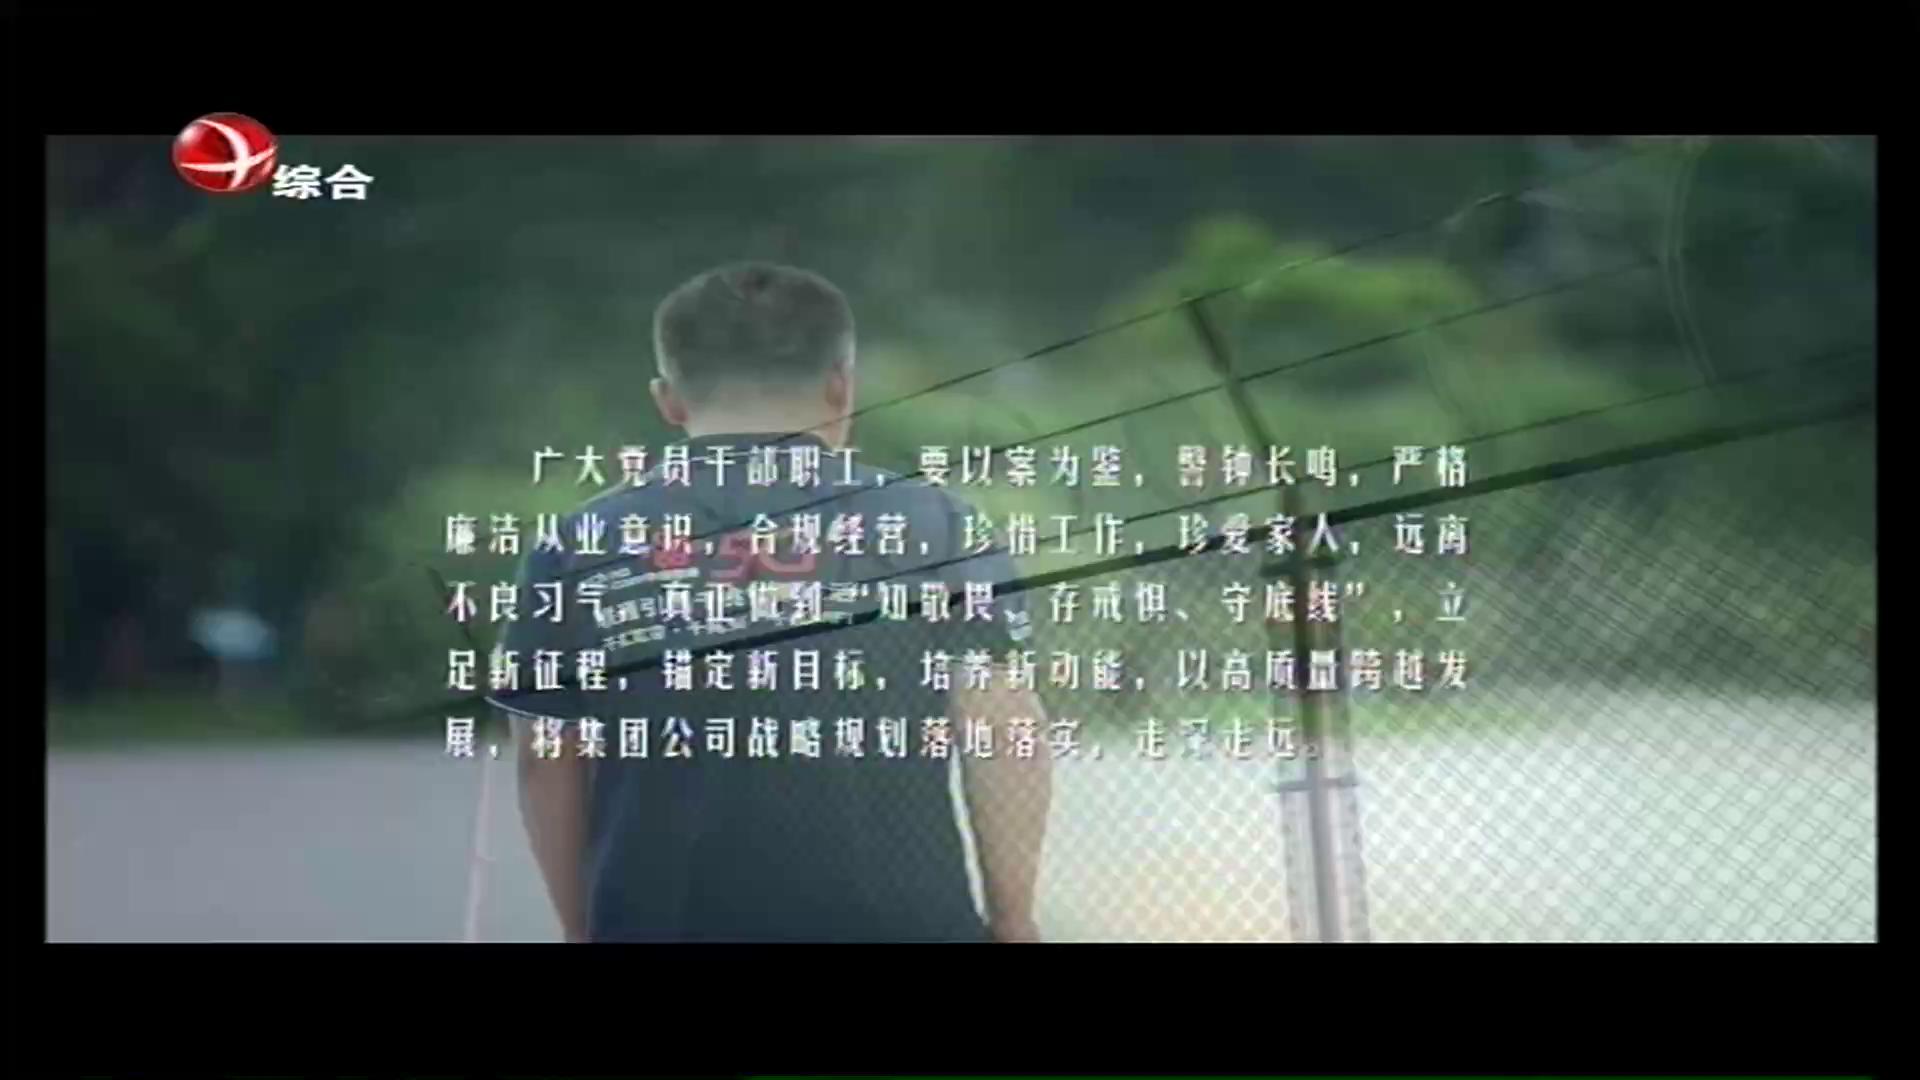 综合
广大党员干部职工，要以案为鉴，警钟长鸣，严格
廉洁从业意识，合规经营，珍惜工作，珍爱家人，远离
不良习气，真正做到“知敬畏、存戒惧、守底线”，立
足新征程，锚定新目标，培养新动能，以高质量跨越发
展，将集团公司战略规划落地落实，走深走远。
5G